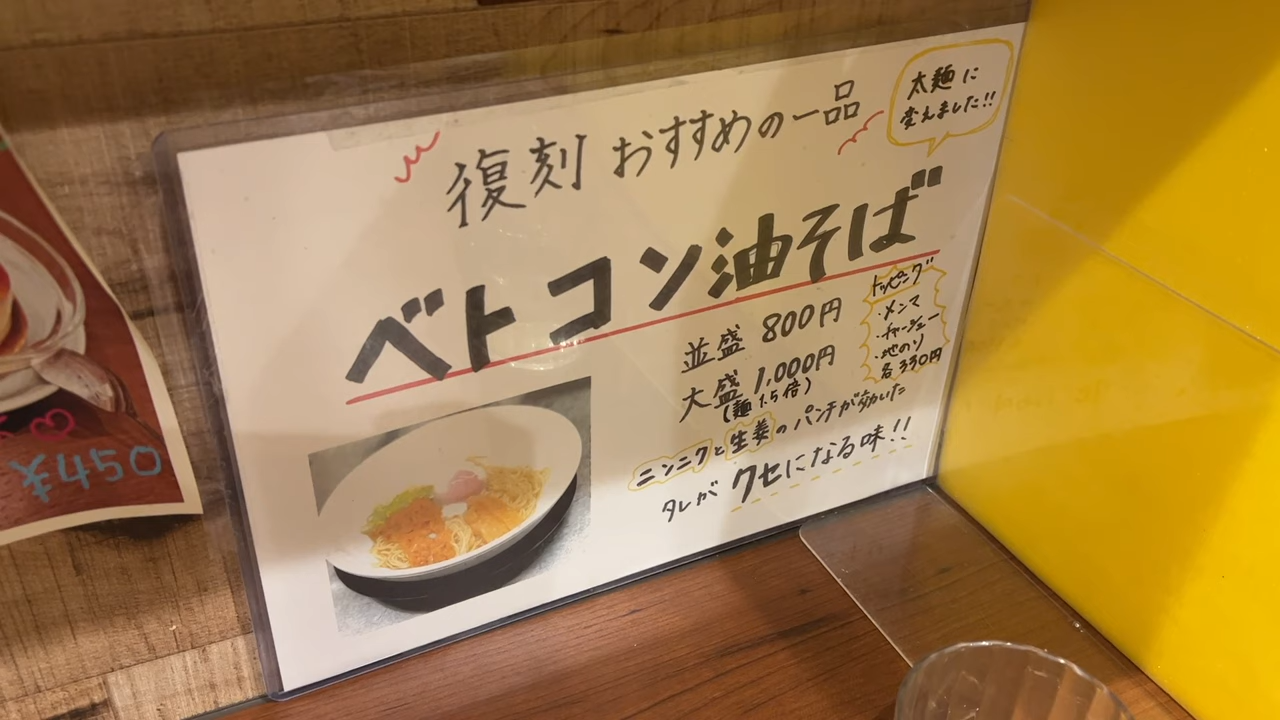 復刻 おすすめの一品
太麺に
変えました!!
ベトコン油そば
並盛 800円
大盛 1,000円
(麺1.5倍)
トッピング
・メンマ
・チャーシュー
・地のり
各330円
ニンニクと生姜のパンチが効いた
タレがクセになる味!!
¥450